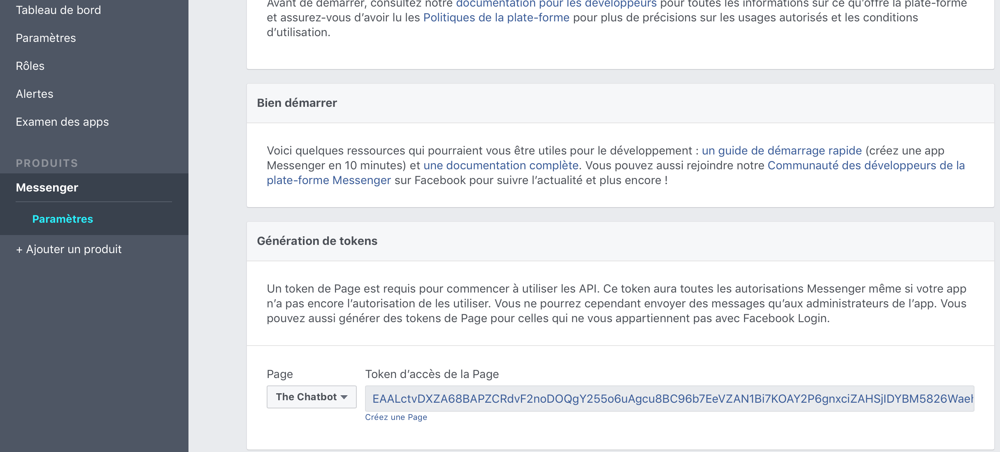 Tableau de bord
Paramètres
Rôles
Alertes
Examen des apps
PRODUITS
Messenger
Paramètres
+ Ajouter un produit
Avant de démarrer, consultez notre documentation pour les développeurs pour toutes les informations sur ce qu’offre la plate-forme
et assurez-vous d’avoir lu les Politiques de la plate-forme pour plus de précisions sur les usages autorisés et les conditions
d’utilisation.
Bien démarrer
Voici quelques ressources qui pourraient vous être utiles pour le développement : un guide de démarrage rapide (créez une app
Messenger en 10 minutes) et une documentation complète. Vous pouvez aussi rejoindre notre Communauté des développeurs de la
plate-forme Messenger sur Facebook pour suivre l’actualité et plus encore !
Génération de tokens
Un token de Page est requis pour commencer à utiliser les API. Ce token aura toutes les autorisations Messenger même si votre app
n’a pas encore l’autorisation de les utiliser. Vous ne pourrez cependant envoyer des messages qu’aux administrateurs de l’app. Vous
pouvez aussi générer des tokens de Page pour celles qui ne vous appartiennent pas avec Facebook Login.
Page
Token d’accès de la Page
The Chatbot
EAALctvDXZA68BAPZCRdvF2noDOQgY255o6uAgcu8BC96b7EeVZAN1Bi7KOAY2P6gnxciZAHSjIDYBM5826Waeh
Créez une Page